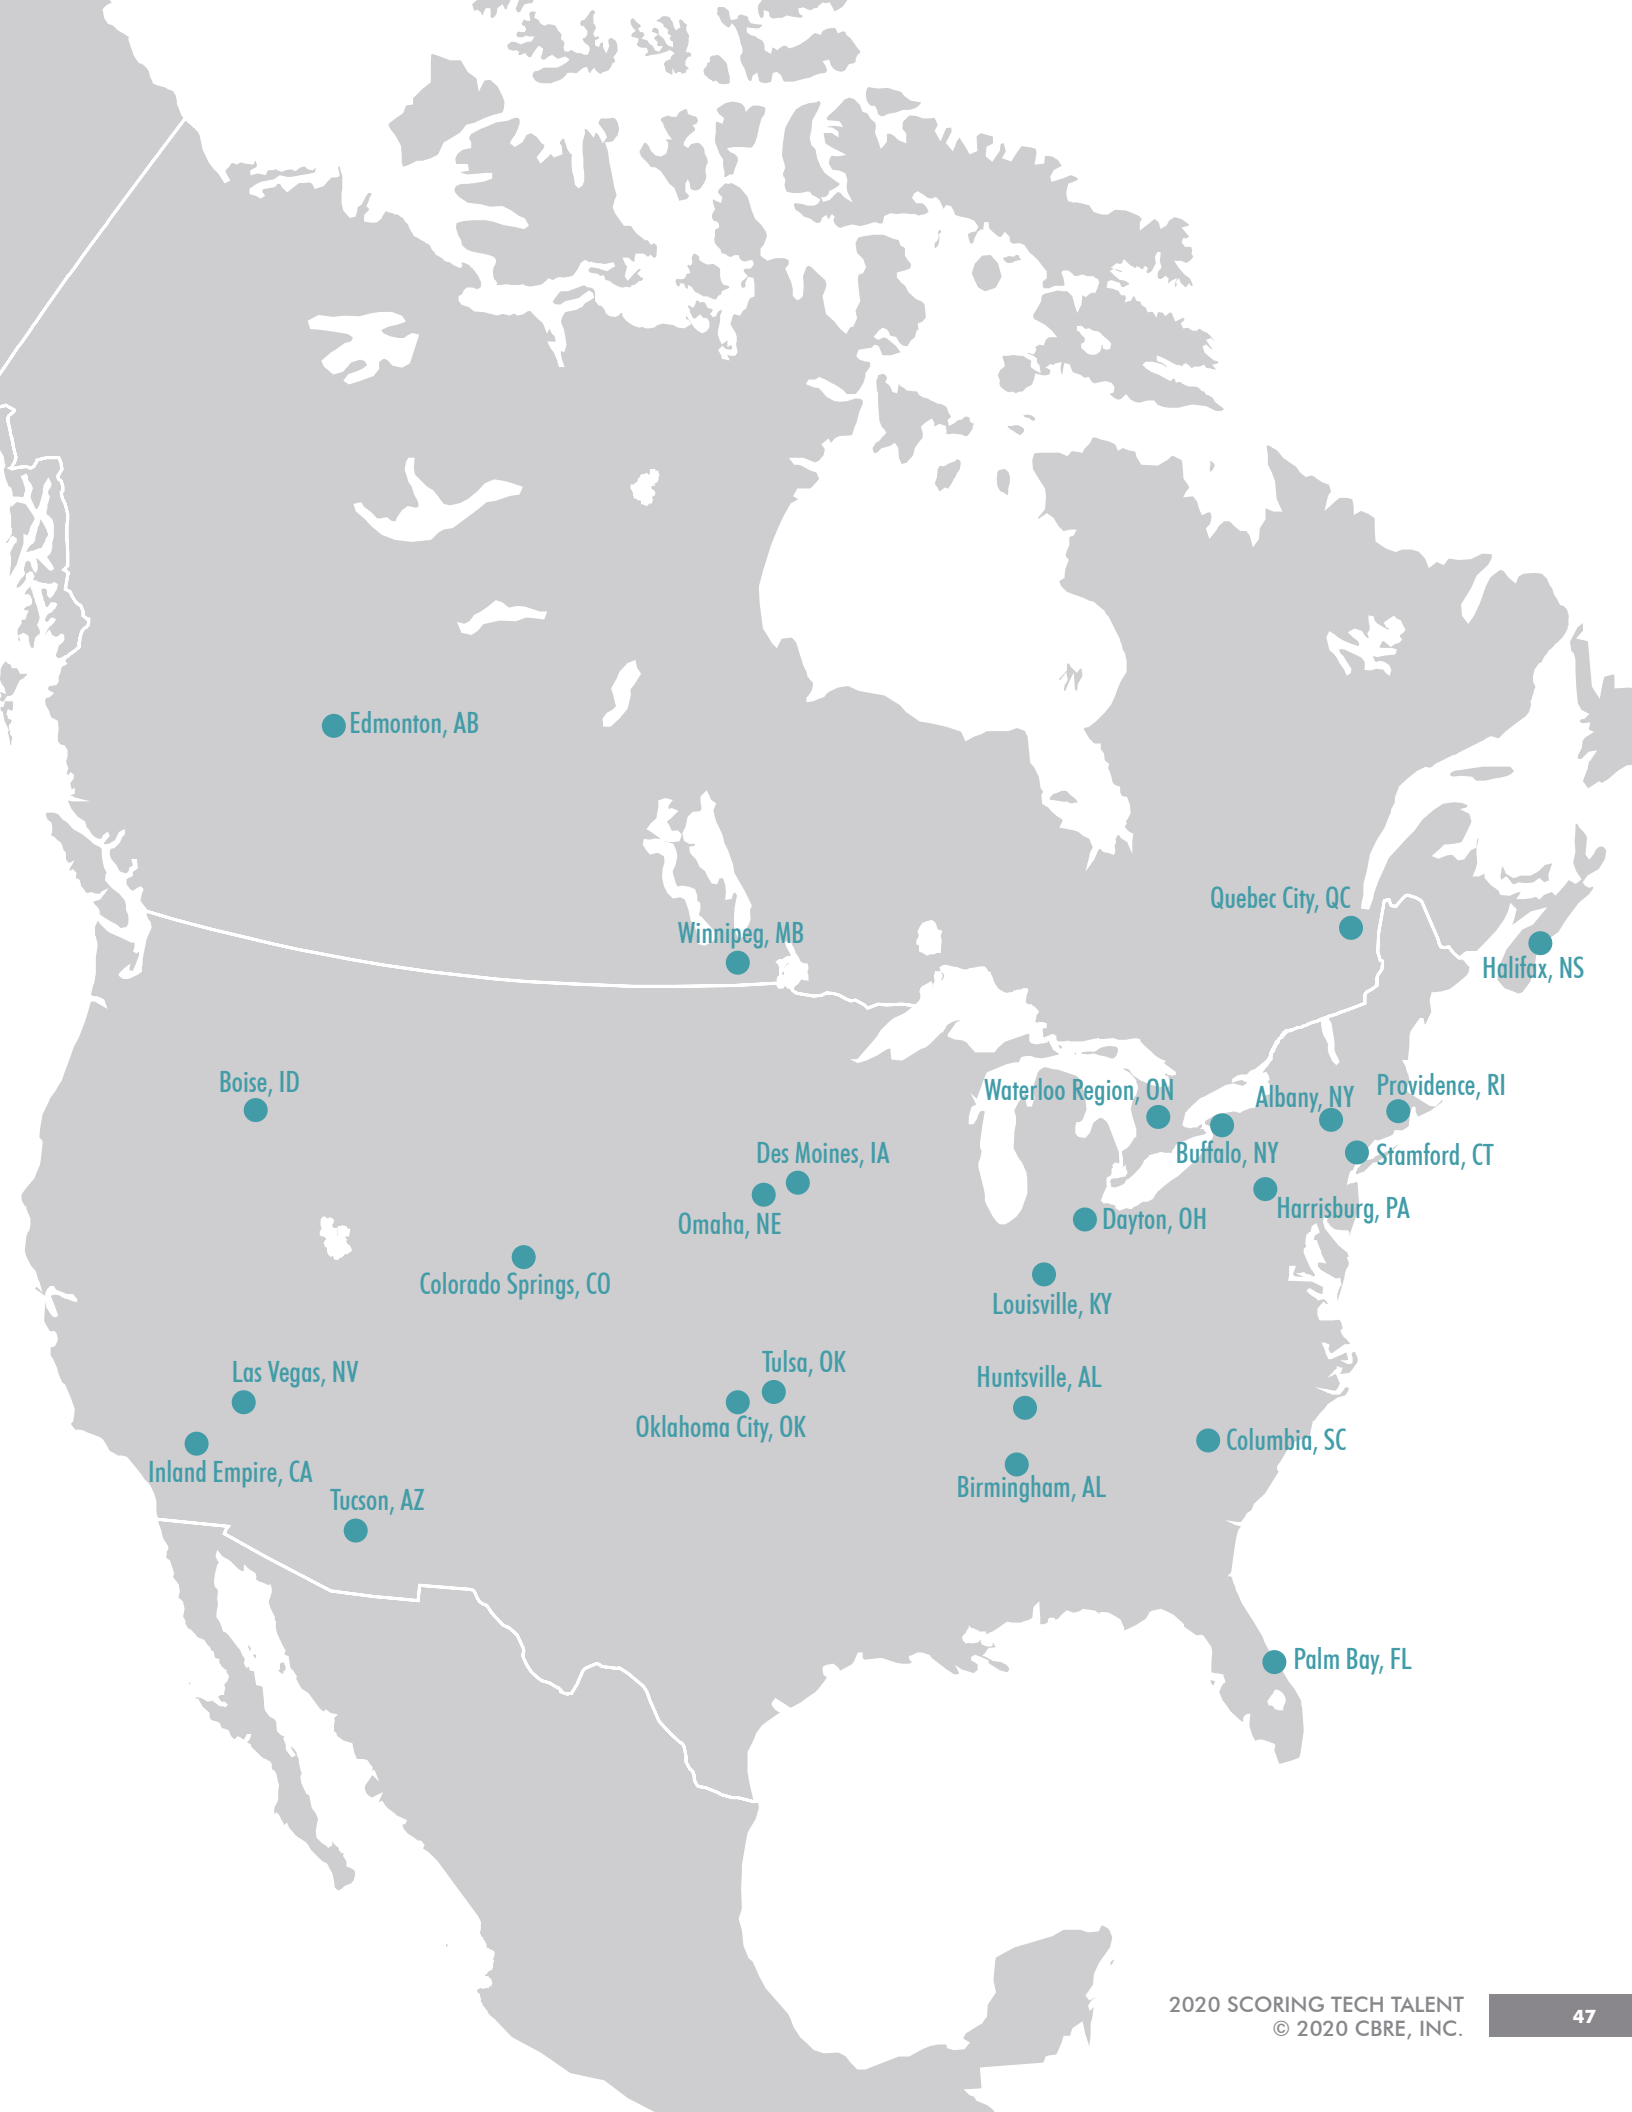 Edmonton, AB
Quebec City, QC
Winnipeg, MB
Halifax, NS
Boise, ID
Waterloo Region, ON
Albany, NY
Providence, RI
Des Moines, IA
Buffalo, NY
Stamford, CT
Omaha, NE
Dayton, OH
Harrisburg, PA
Colorado Springs, CO
Louisville, KY
Las Vegas, NV
Tulsa, OK
Huntsville, AL
Oklahoma City, OK
Columbia, SC
Inland Empire, CA
Birmingham, AL
Tucson, AZ
Palm Bay, FL
2020 SCORING TECH TALENT
© 2020 CBRE, INC.
47